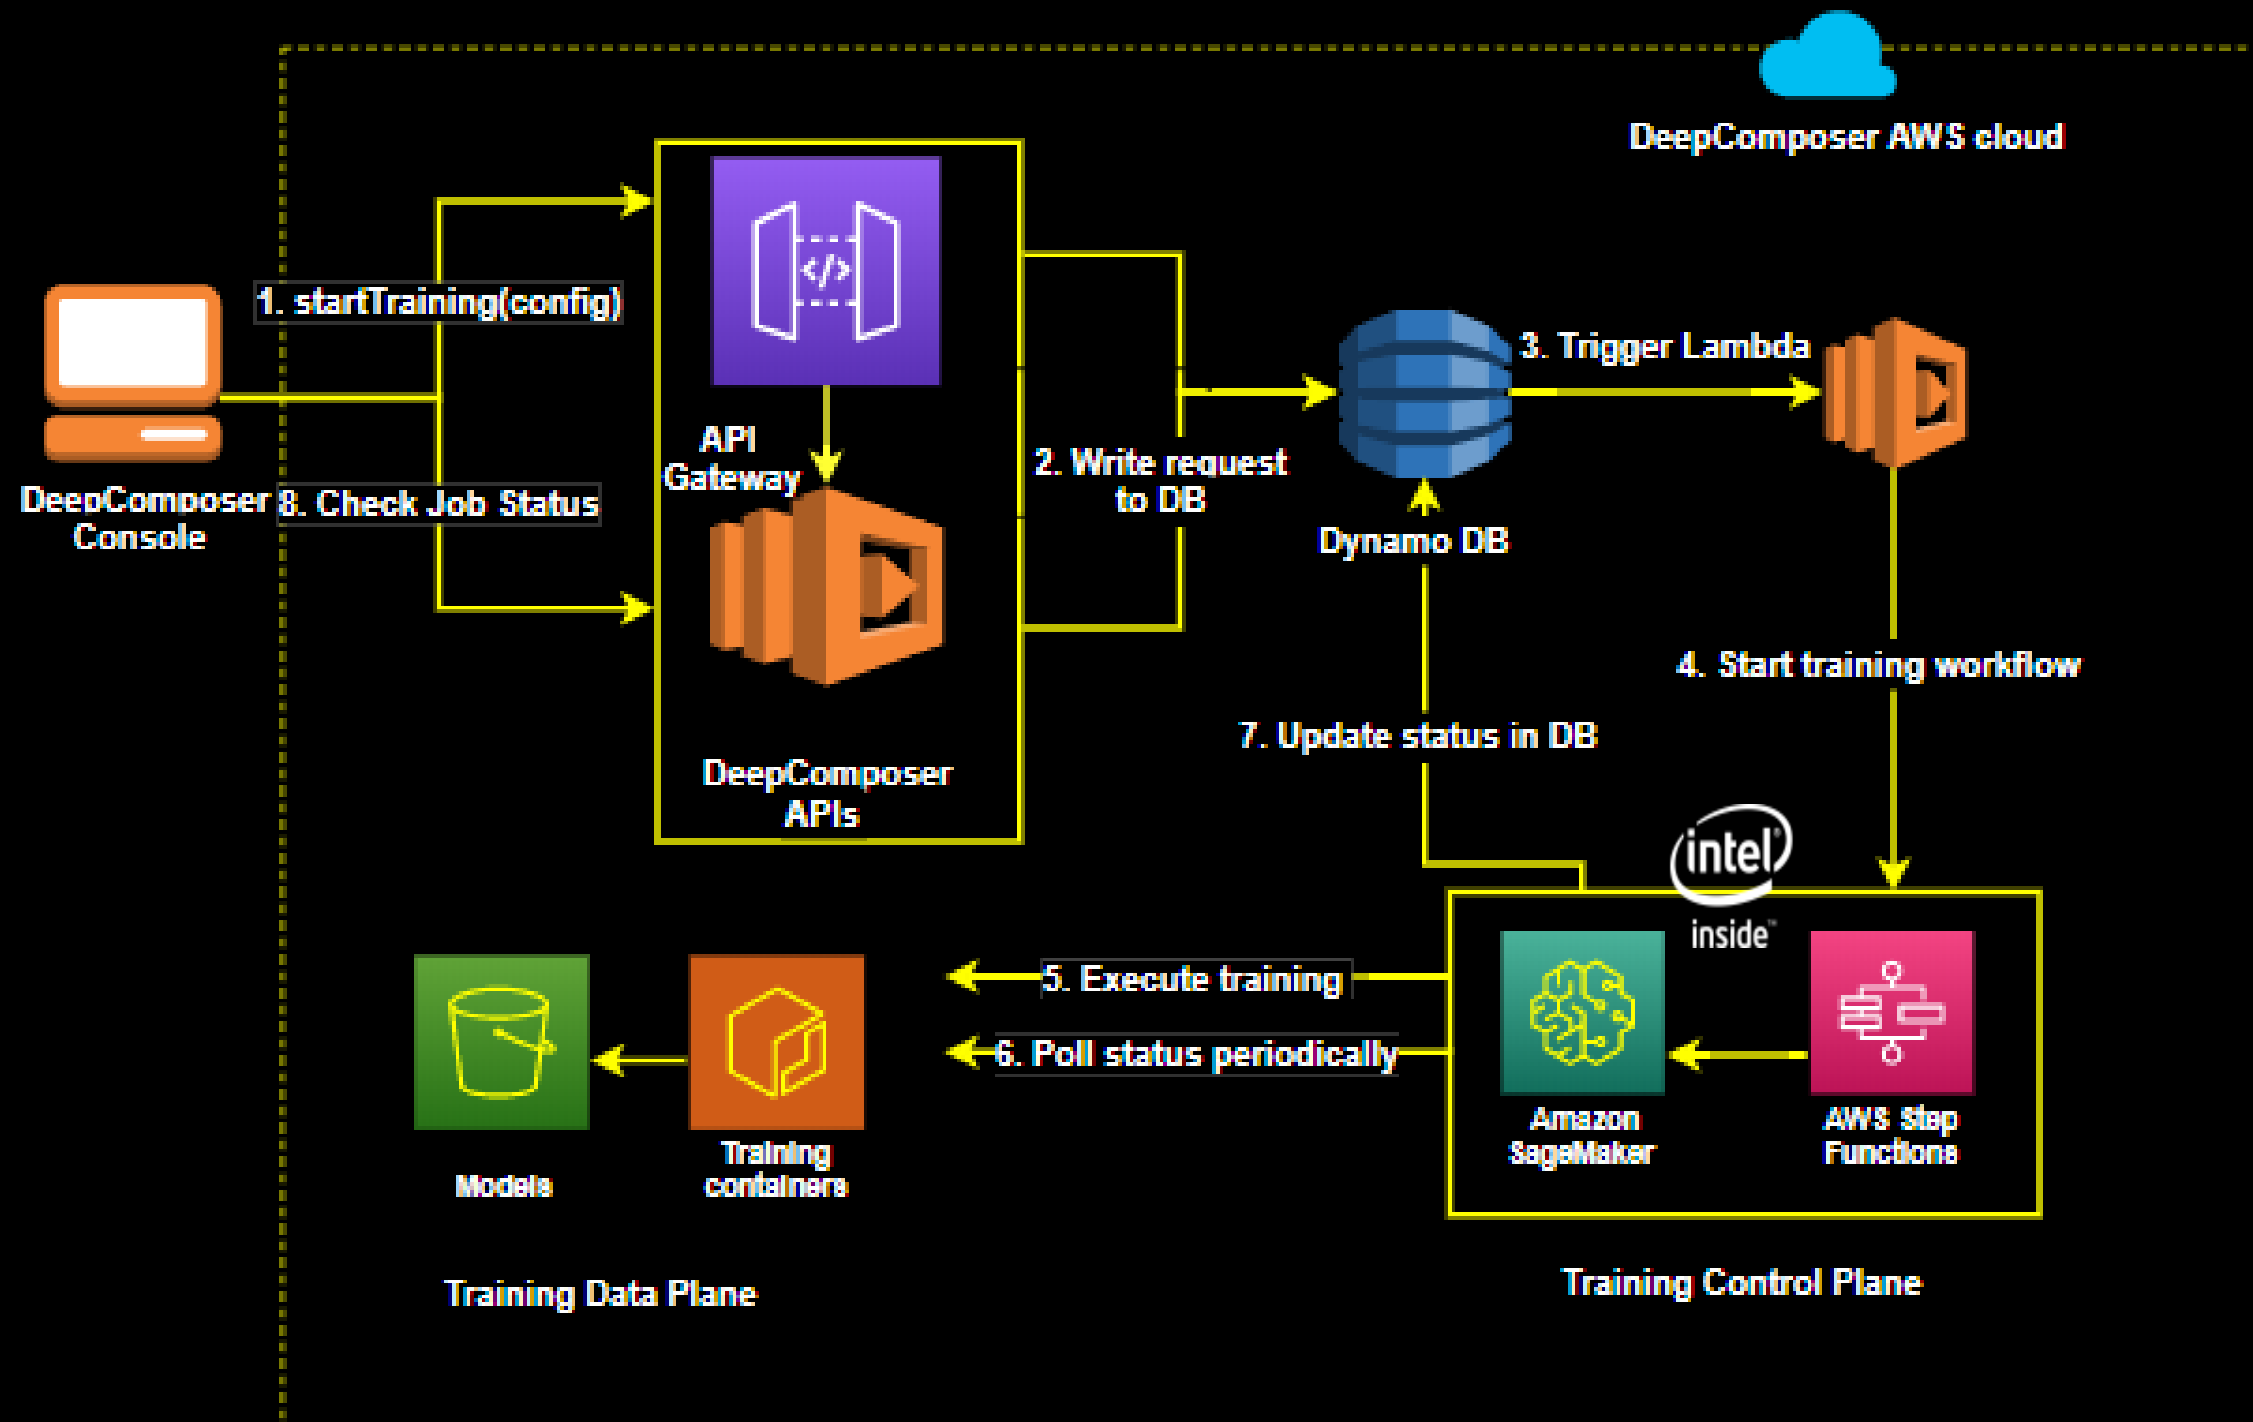 DeepComposer AWS cloud
1. startTraining(config)
</>
API
Gateway
3. Trigger Lambda
2. Write request
to DB
DeepComposer
Console
8. Check Job Status
Dynamo DB
4. Start training workflow
7. Update status in DB
DeepComposer
APIs
intel
inside™
5. Execute training
6. Poll status periodically
Amazon
SageMaker
AWS Step
Functions
Training
containers
Models
Training Data Plane
Training Control Plane